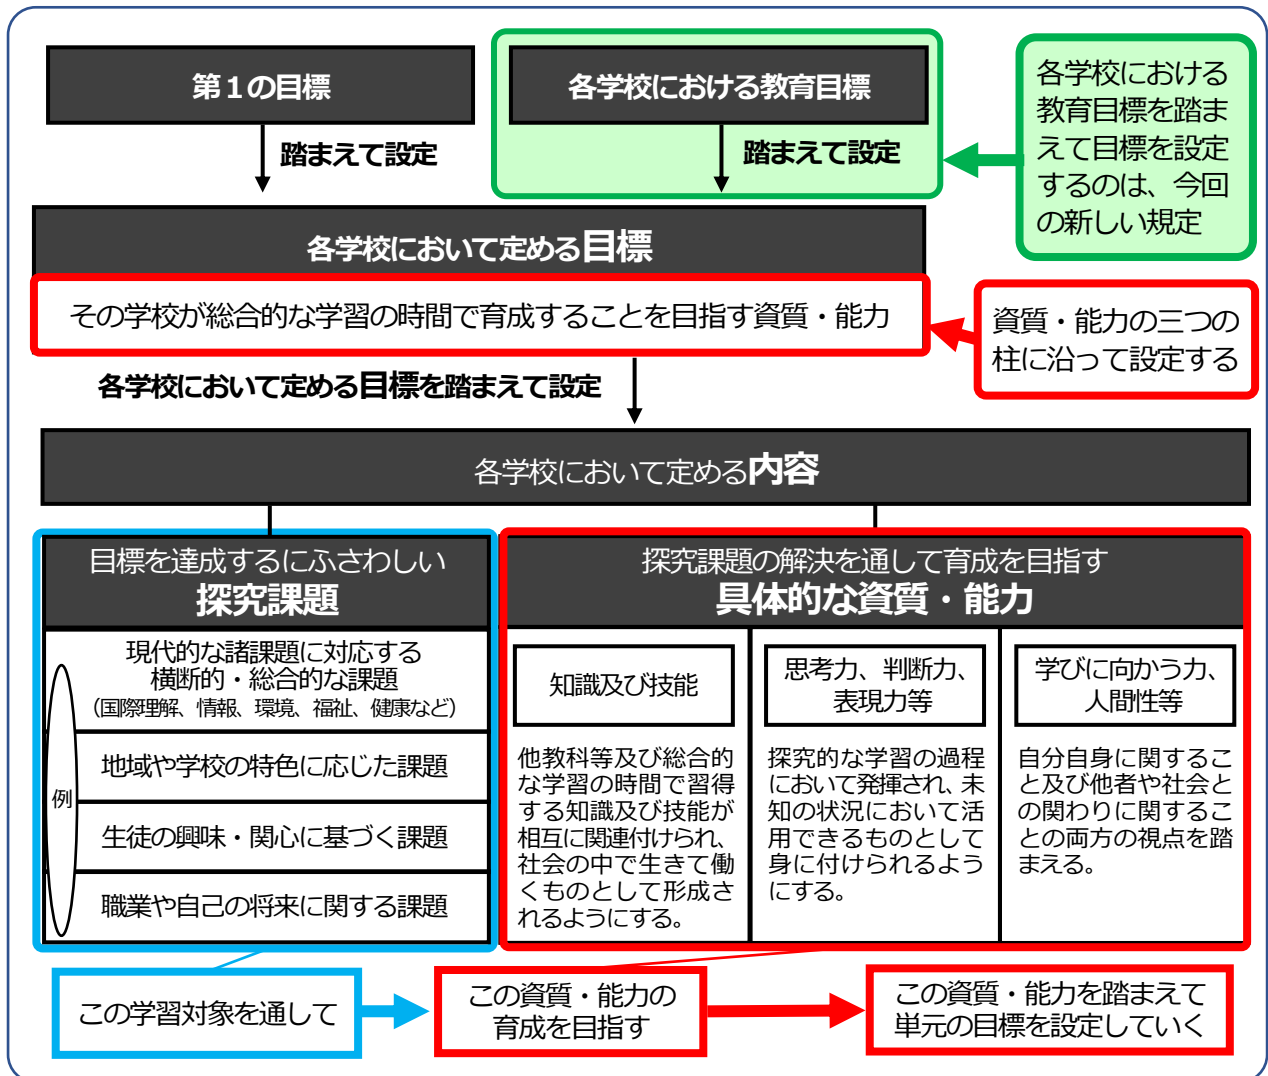 第１の目標
各学校における教育目標
踏まえて設定
踏まえて設定
各学校における
教育目標を踏ま
えて目標を設定
するのは、今回
の新しい規定
各学校において定める目標
その学校が総合的な学習の時間で育成することを目指す資質・能力
資質・能力の三つの
柱に沿って設定する
各学校において定める目標を踏まえて設定
各学校において定める内容
目標を達成するにふさわしい
探究課題
例
現代的な諸課題に対応する
横断的・総合的な課題
（国際理解、情報、環境、福祉、健康など）
地域や学校の特色に応じた課題
生徒の興味・関心に基づく課題
職業や自己の将来に関する課題
探究課題の解決を通して育成を目指す
具体的な資質・能力
知識及び技能
他教科等及び総合的
な学習の時間で習得
する知識及び技能が
相互に関連付けられ、
社会の中で生きて働
くものとして形成さ
れるようにする。
思考力、判断力、
表現力等
探究的な学習の過程
において発揮され、未
知の状況において活
用できるものとして
身に付けられるよう
にする。
学びに向かう力、
人間性等
自分自身に関するこ
と及び他者や社会と
の関わりに関するこ
との両方の視点を踏
まえる。
この学習対象を通して
この資質・能力の
育成を目指す
この資質・能力を踏まえて
単元の目標を設定していく